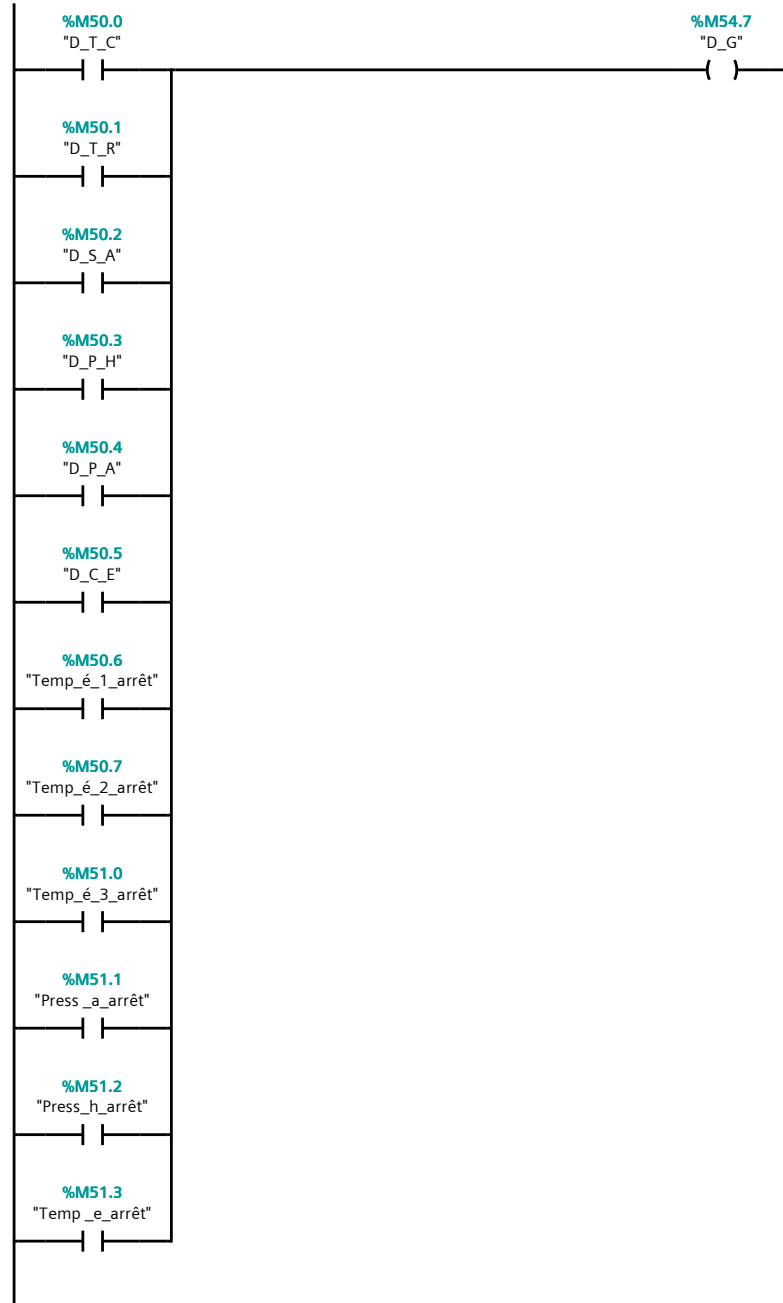 %M50.0
"D_T_C"
%M54.7
"D_G"
%M50.1
"D_T_R"
%M50.2
"D_S_A"
%M50.3
"D_P_H"
%M50.4
"D_P_A"
%M50.5
"D_C_E"
%M50.6
"Temp_é_1_arrêt"
%M50.7
"Temp_é_2_arrêt"
%M51.0
"Temp_é_3_arrêt"
%M51.1
"Press _a_arrêt"
%M51.2
"Press_h_arrêt"
%M51.3
"Temp _e_arrêt"